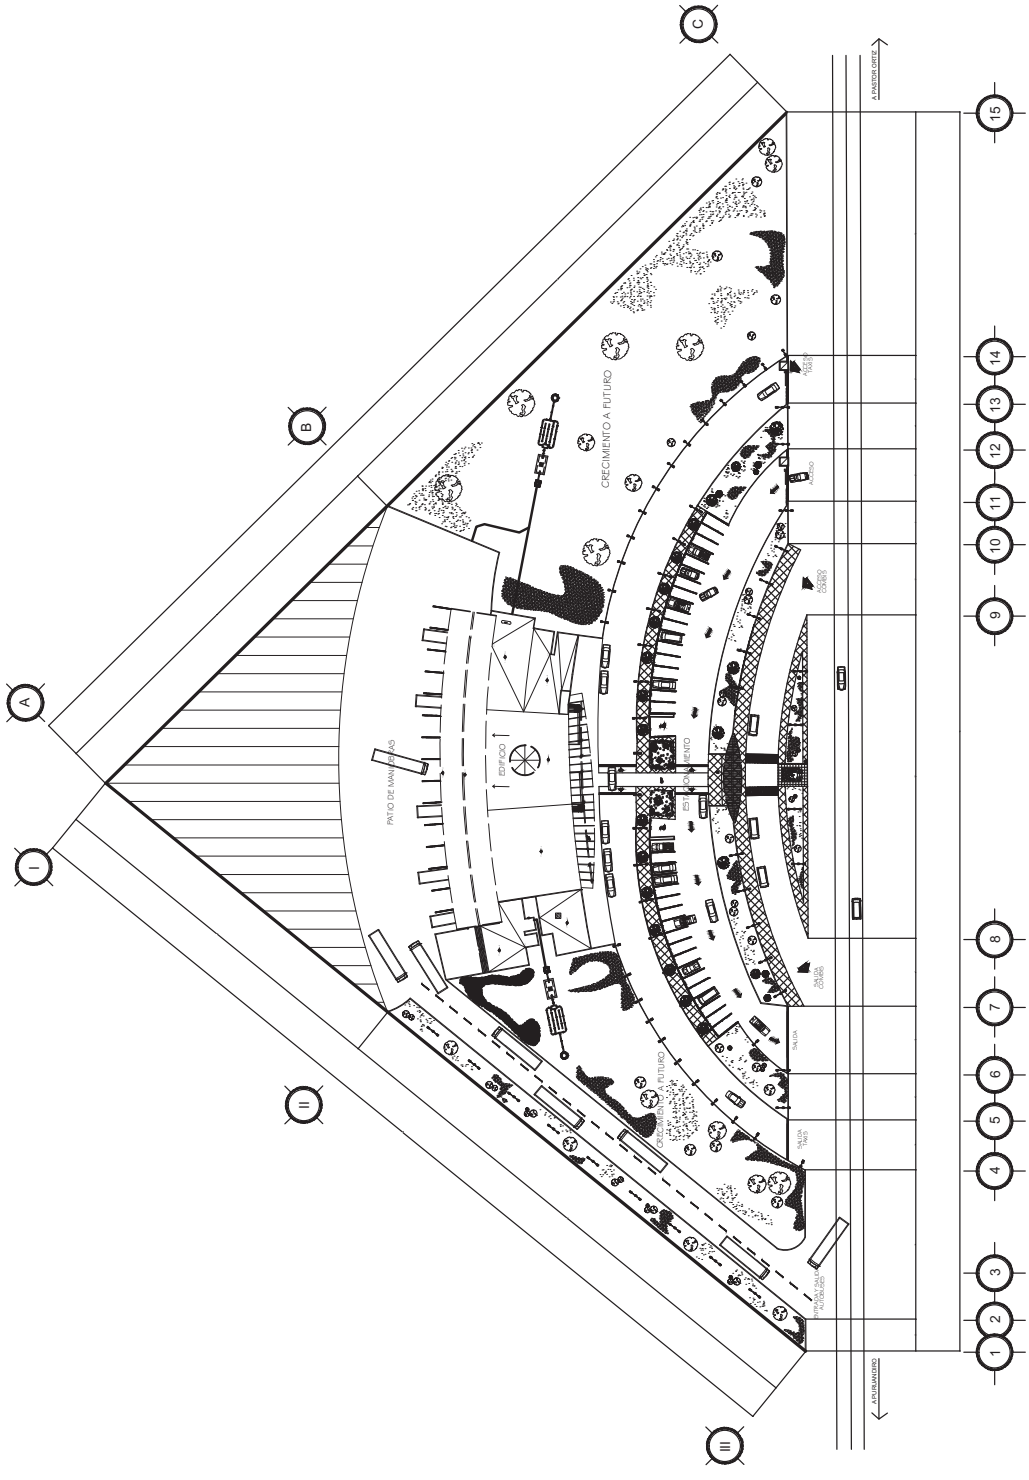 I
A
II
B
PATIO DE MANIOBRAS
EDIFICIO
CRECIMIENTO A FUTURO
CRECIMIENTO A FUTURO
ESTACIONAMIENTO
III
C
ENTRADA Y SALIDA
AUTOBUSES
SALIDA
TAXIS
SALIDA
SALIDA
COMBIS
ACCESO
COMBIS
ACCESO
ACCESO
TAXIS
A PURUANDIRO
A PASTOR ORTIZ
1
2
3
4
5
6
7
8
9
10
11
12
13
14
15